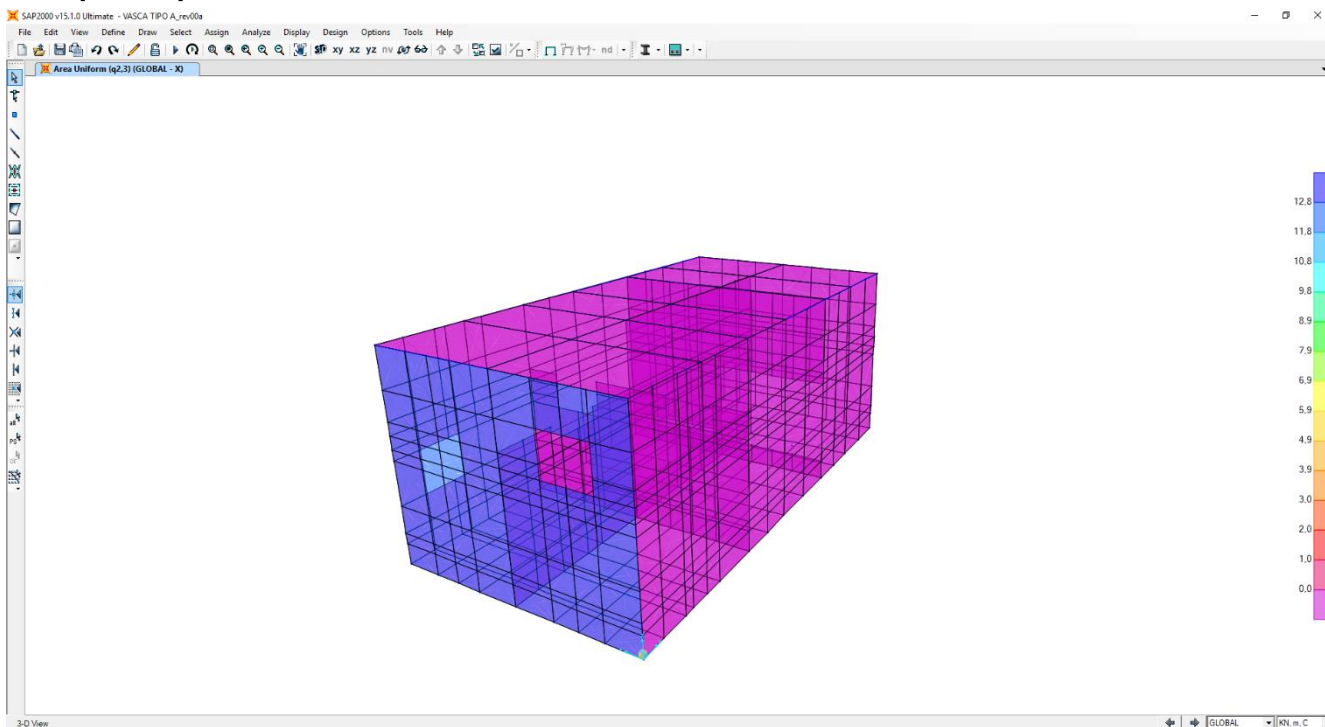 SAP2000 v15.1.0 Ultimate - VASCA TIPO A_rev00a
File Edit View Define Draw Select Assign Analyze Display Design Options Tools Help
xy xz yz nv nd
Area Uniform (q2,3) (GLOBAL - X)
12,8
11,8
10,8
9,8
8,9
7,9
6,9
5,9
4,9
3,9
3,0
2,0
1,0
0,0
all
PS
3-D View
GLOBAL
KN, m, C